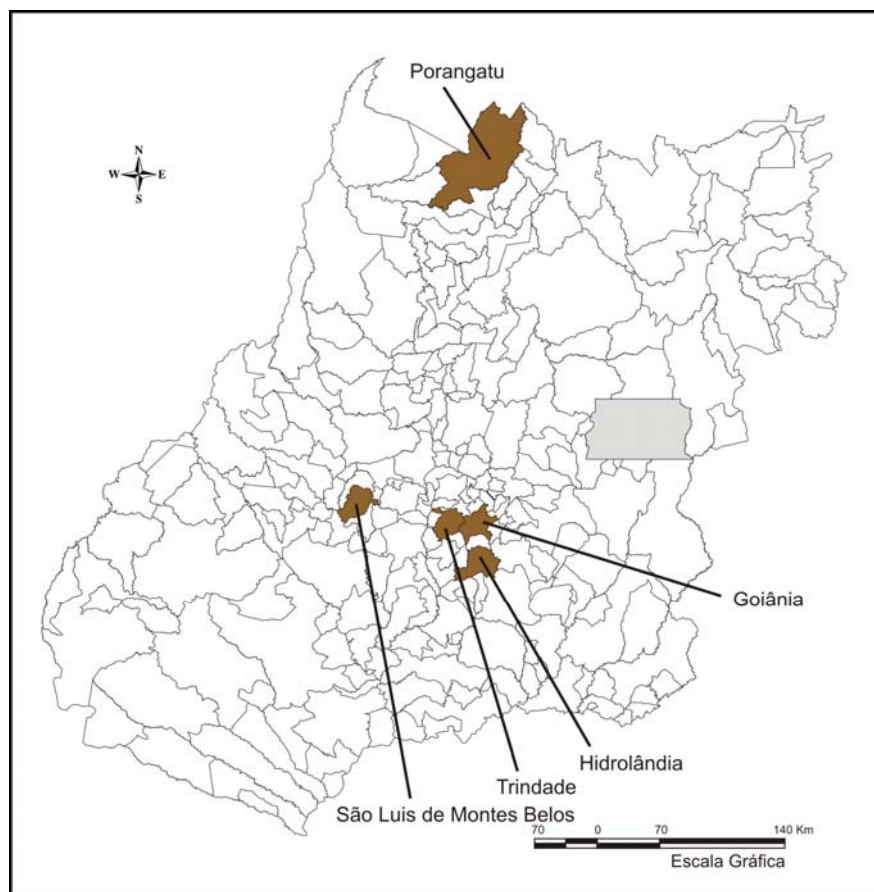 Porangatu
N
W E
S
Goiânia
Hidrolândia
Trindade
São Luis de Montes Belos
70 0 70 140 Km
Escala Gráfica